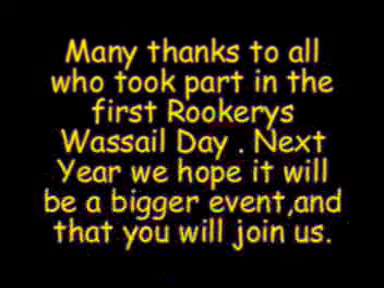 Many thanks to all
who took part in the
first Rookerys
Wassail Day . Next
Year we hope it will
be a bigger event,and
that you will join us.